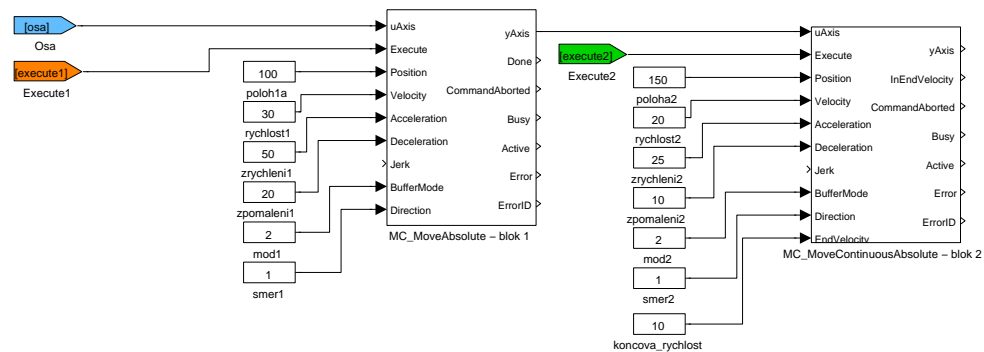 [osa]
Osa
[execute1]
Execute1
100
poloh1a
30
rychlost1
50
zrychleni1
20
zpomaleni1
2
mod1
1
smer1
uAxis
Execute
Position
Velocity
Acceleration
Deceleration
Jerk
BufferMode
Direction
yAxis
Done
CommandAborted
Busy
Active
Error
ErrorID
MC_MoveAbsolute – blok 1
[execute2]
Execute2
150
poloha2
20
rychlost2
25
zrychleni2
10
zpomaleni2
2
mod2
1
smer2
10
koncova_rychlost
uAxis
Execute
Position
Velocity
Acceleration
Deceleration
Jerk
BufferMode
Direction
EndVelocity
yAxis
InEndVelocity
CommandAborted
Busy
Active
Error
ErrorID
MC_MoveContinuousAbsolute – blok 2